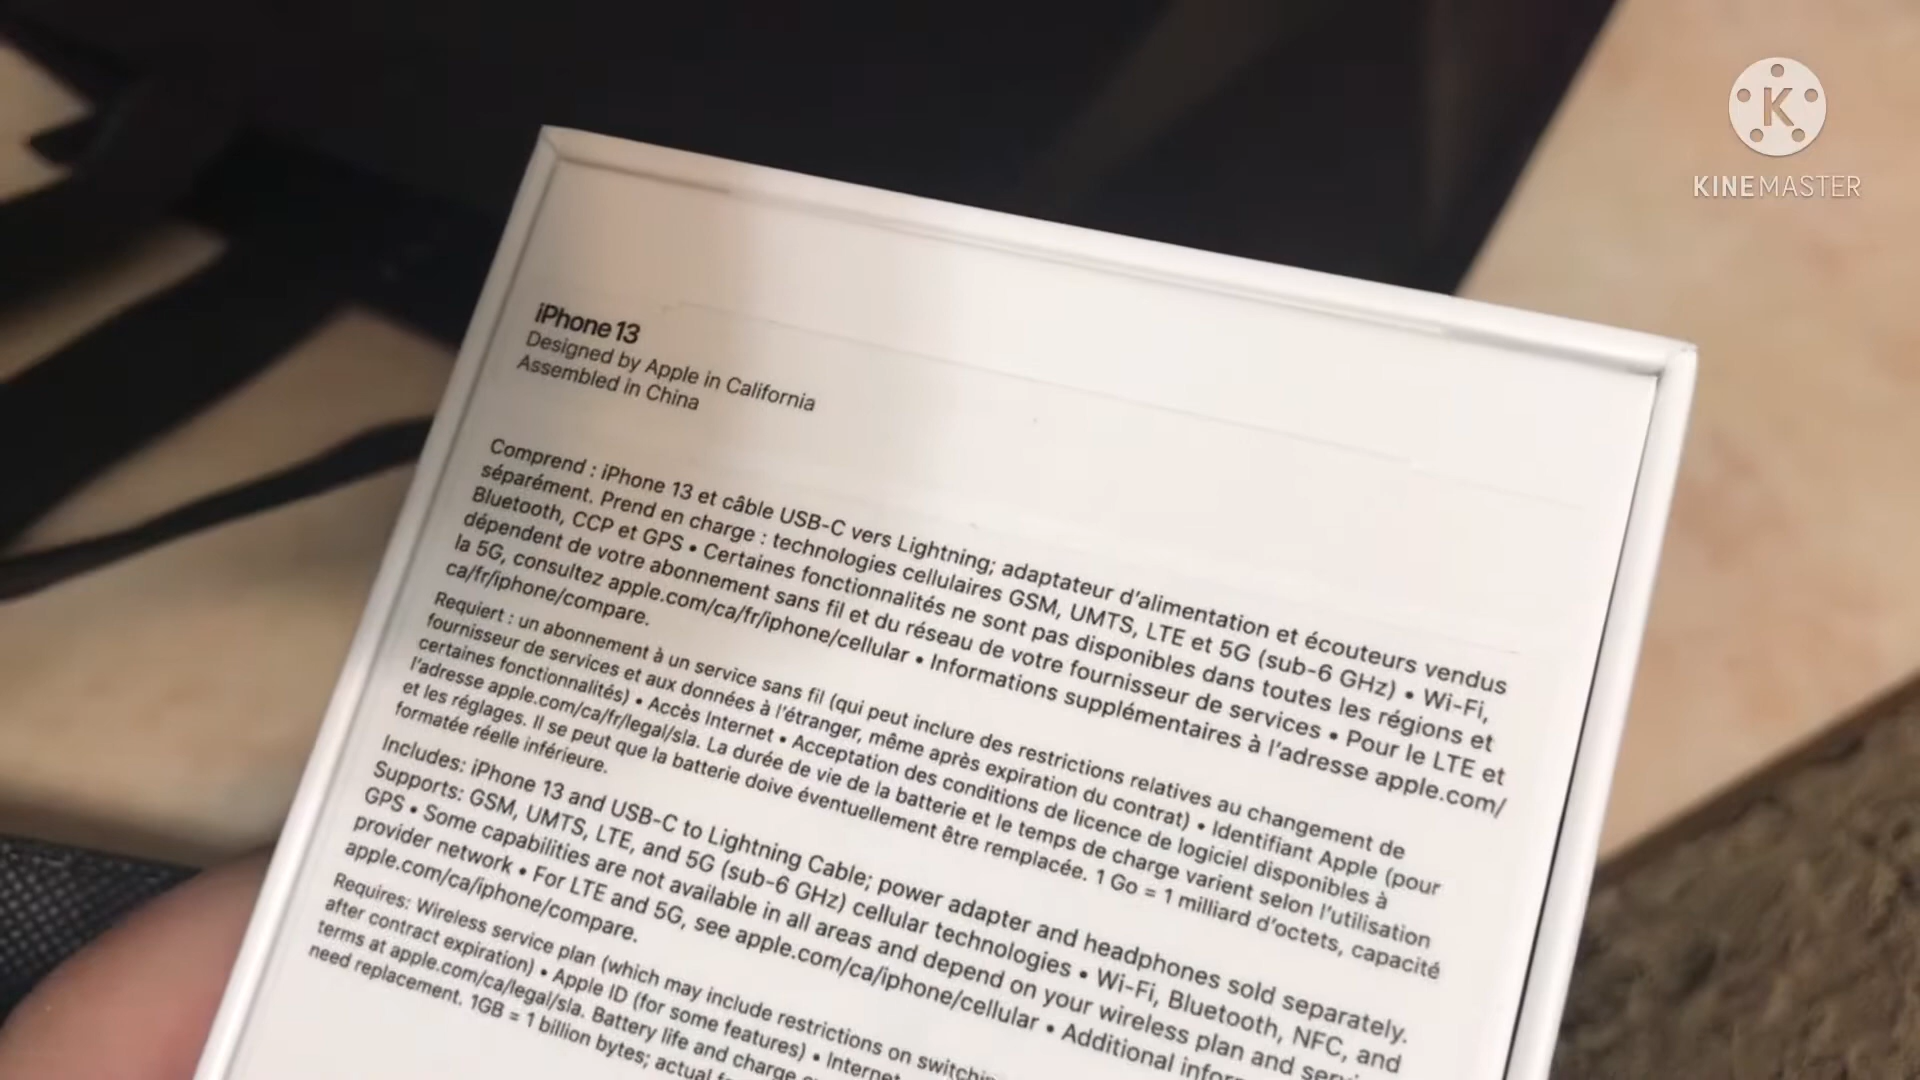 K
KINEMASTER
iPhone 13
Designed by Apple in California
Assembled in China
Comprend : iPhone 13 et câble USB-C vers Lightning; adaptateur d'alimentation et écouteurs vendus
séparément. Prend en charge : technologies cellulaires GSM, UMTS, LTE et 5G (sub-6 GHz) • Wi-Fi,
Bluetooth, CCP et GPS • Certaines fonctionnalités ne sont pas disponibles dans toutes les régions et
dépendent de votre abonnement sans fil et du réseau de votre fournisseur de services • Pour le LTE et
la 5G, consultez apple.com/ca/fr/iphone/cellular • Informations supplémentaires à l'adresse apple.com/
ca/fr/iphone/compare.
Requiert : un abonnement à un service sans fil (qui peut inclure des restrictions relatives au changement de
fournisseur de services et aux données à l'étranger, même après expiration du contrat) • Identifiant Apple (pour
certaines fonctionnalités) • Accès Internet • Acceptation des conditions de licence de logiciel disponibles à
l'adresse apple.com/ca/fr/legal/sla. La durée de vie de la batterie et le temps de charge varient selon l'utilisation
et les réglages. Il se peut que la batterie doive éventuellement être remplacée. 1 Go = 1 milliard d'octets, capacité
formatée réelle inférieure.
Includes: iPhone 13 and USB-C to Lightning Cable; power adapter and headphones sold separately.
Supports: GSM, UMTS, LTE, and 5G (sub-6 GHz) cellular technologies • Wi-Fi, Bluetooth, NFC, and
GPS • Some capabilities are not available in all areas and depend on your wireless plan and
provider network • For LTE and 5G, see apple.com/ca/iphone/cellular • Additional
apple.com/ca/iphone/compare.
Requires: Wireless service plan (which may include restrictions on
after contract expiration) • Apple ID (for some features) • Internet
terms at apple.com/ca/legal/sla. Battery life and charge
need replacement. 1GB = 1 billion bytes; actual